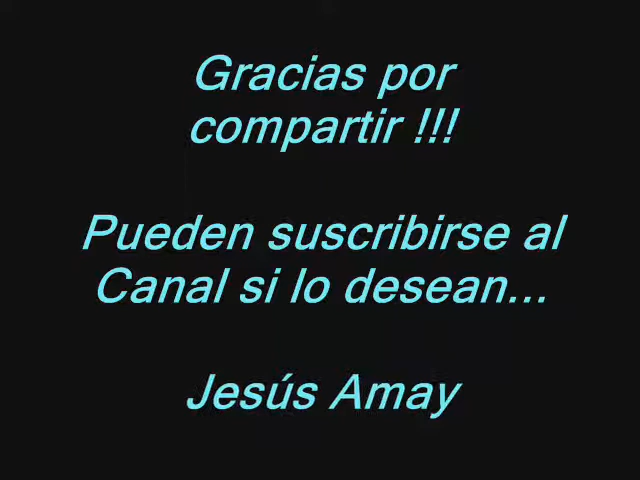 Gracias por
compartir !!!
Pueden suscribirse al
Canal si lo desean...
Jesús Amay